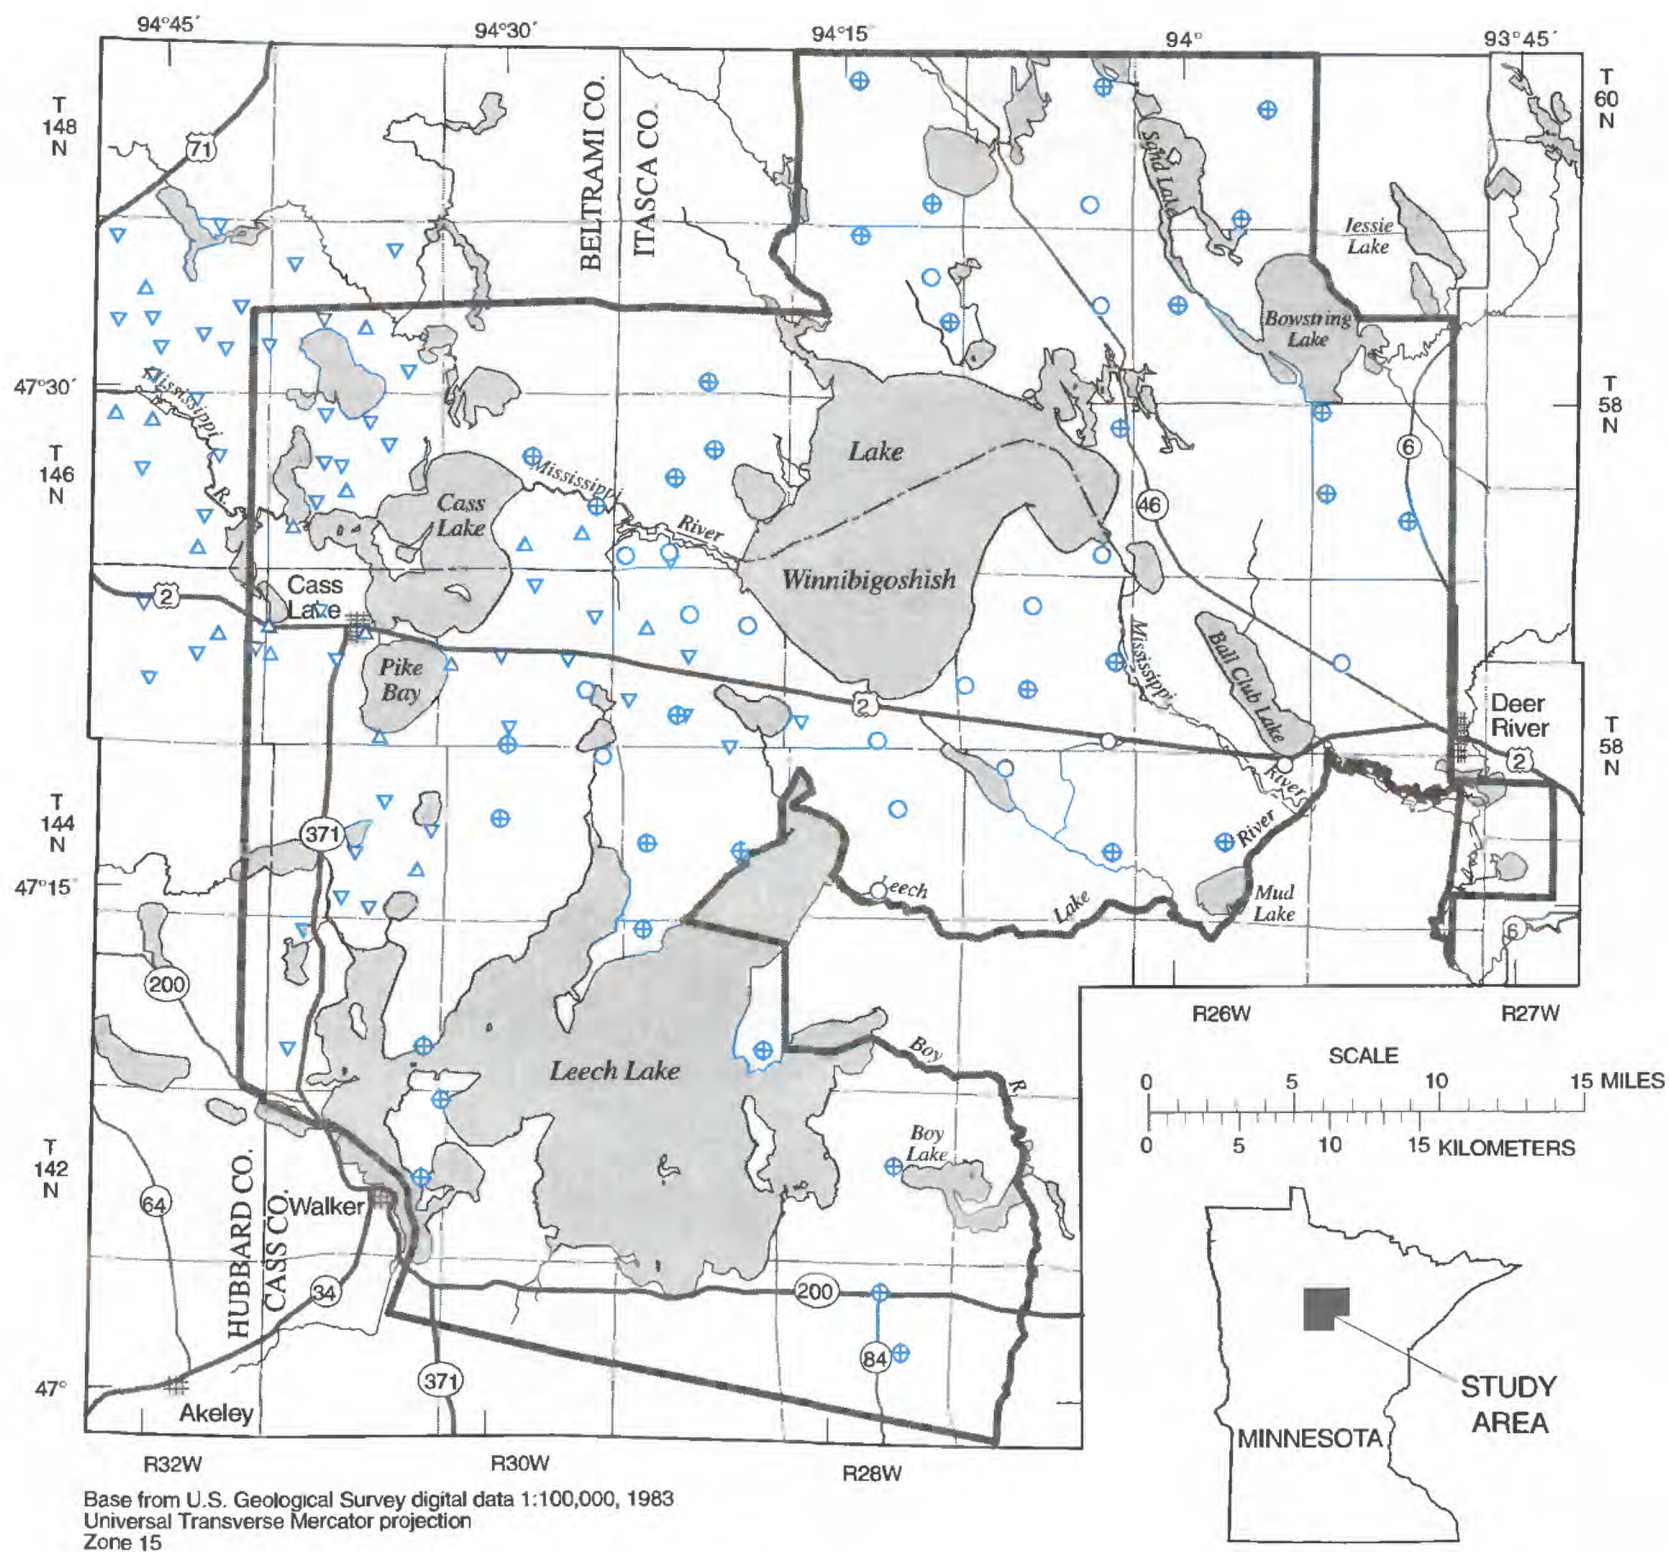 94°45′
94°30′
94°15′
94°
93°45′
T
148
N
T
60
N
71
BELTRAMI CO.
ITASCA CO.
Sand Lake
Jessie
Lake
Bowstring
Lake
47°30′
Mississippi
R.
T
58
N
6
T
146
N
Lake
Winnibigoshish
Cass
Lake
Mississippi
River
46
2
Cass
Lake
Pike
Bay
Mississippi
River
Ball Club Lake
2
Deer
River
2
T
58
N
T
144
N
371
47°15′
Leech
Lake
River
Mud
Lake
6
200
R26W
R27W
Leech Lake
Boy
R.
SCALE
0 5 10 15 MILES
0 5 10 15 KILOMETERS
Boy
Lake
T
142
N
64
Walker
HUBBARD CO.
CASS CO.
34
200
84
371
47°
Akeley
STUDY
AREA
MINNESOTA
R32W
R30W
R28W
Base from U.S. Geological Survey digital data 1:100,000, 1983
Universal Transverse Mercator projection
Zone 15